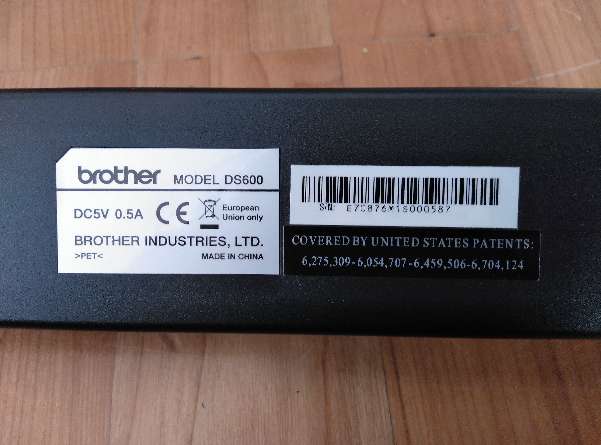 brother MODEL DS600
DC5V 0.5A CE European
Union only
BROTHER INDUSTRIES, LTD.
>PET< MADE IN CHINA
S/N:
COVERED BY UNITED STATES PATENTS:
6,275,309-6,054,707-6,459,506-6,704,124